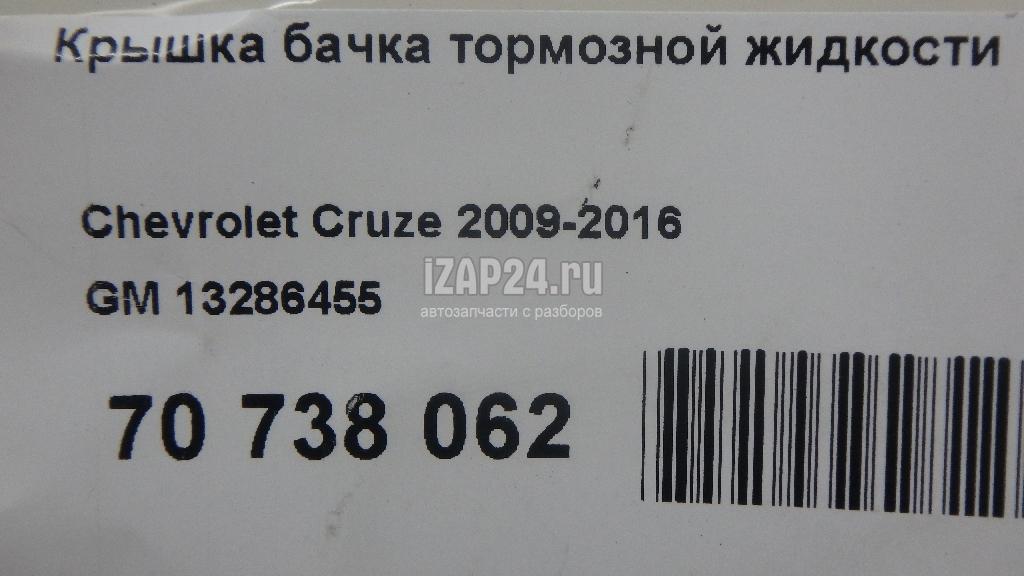 Крышка бачка тормозной жидкости
Chevrolet Cruze 2009-2016
iZAP24.ru
GM 13286455
автозапчасти с разборов
70 738 062